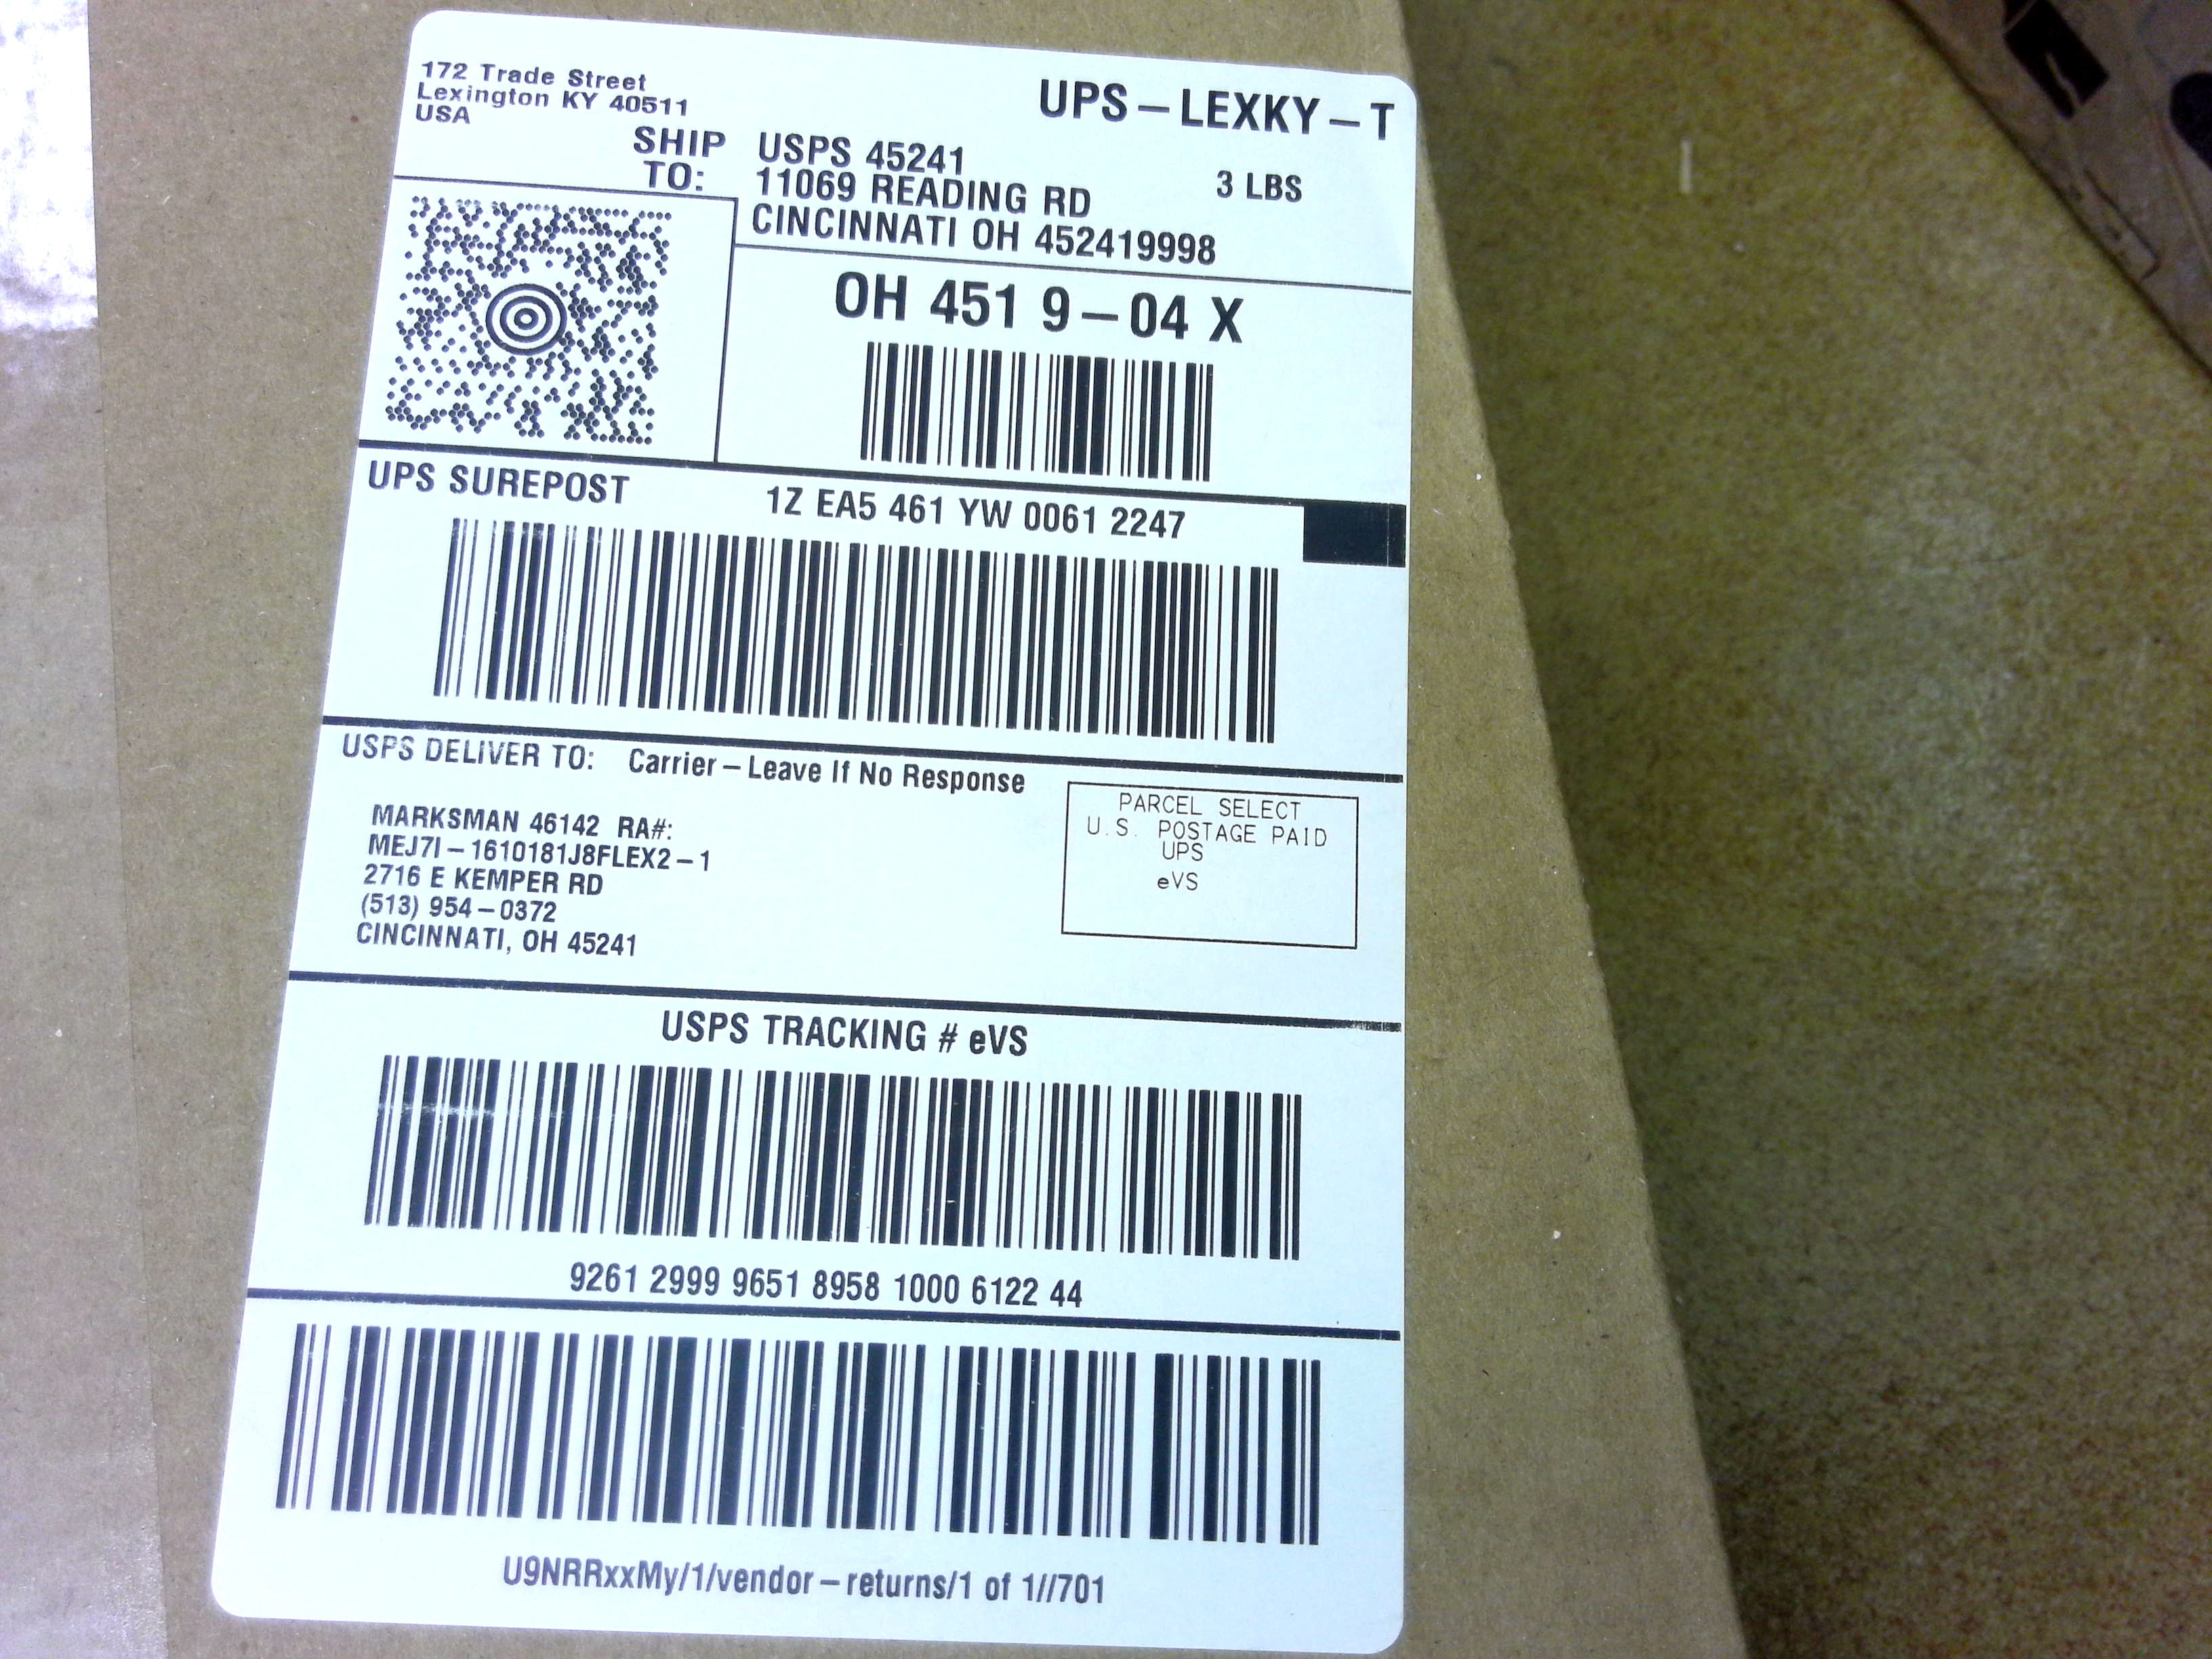 172 Trade Street
Lexington KY 40511
USA
UPS – LEXKY – T
SHIP TO:
USPS 45241
11069 READING RD
CINCINNATI OH 452419998
3 LBS
OH 451 9 – 04 X
UPS SUREPOST
1Z EA5 461 YW 0061 2247
USPS DELIVER TO: Carrier – Leave If No Response
MARKSMAN 46142 RA#:
MEJ7I – 1610181J8FLEX2 – 1
2716 E KEMPER RD
(513) 954 – 0372
CINCINNATI, OH 45241
PARCEL SELECT
U.S. POSTAGE PAID
UPS
eVS
USPS TRACKING # eVS
9261 2999 9651 8958 1000 6122 44
U9NRRxxMy/1/vendor – returns/1 of 1//701